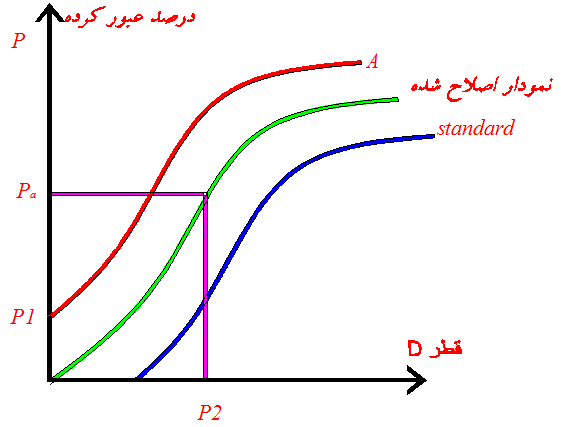 درصد عبور کرده
P
A
نمودار اصلاح شده
standard
Pa
P1
قطر D
P2